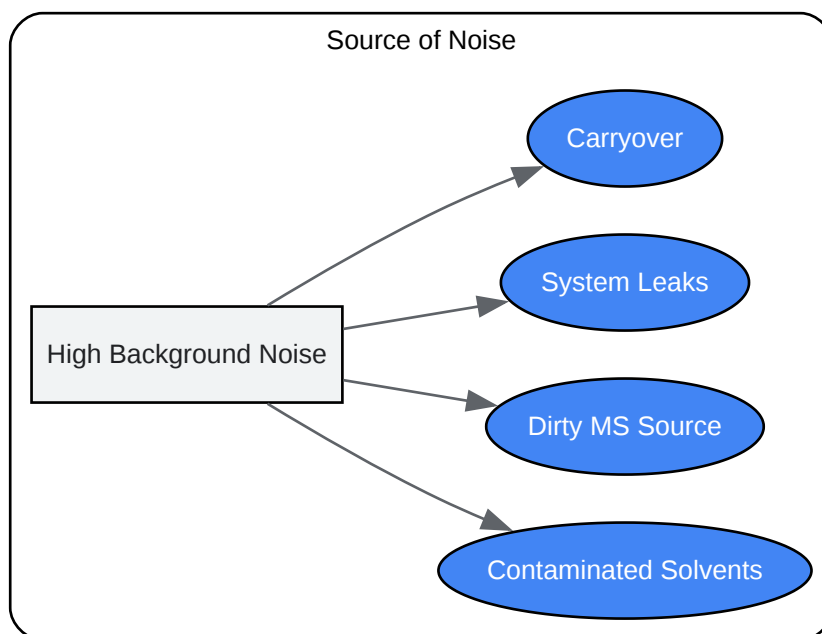 Source of Noise
Carryover
System Leaks
High Background Noise
Dirty MS Source
Contaminated Solvents